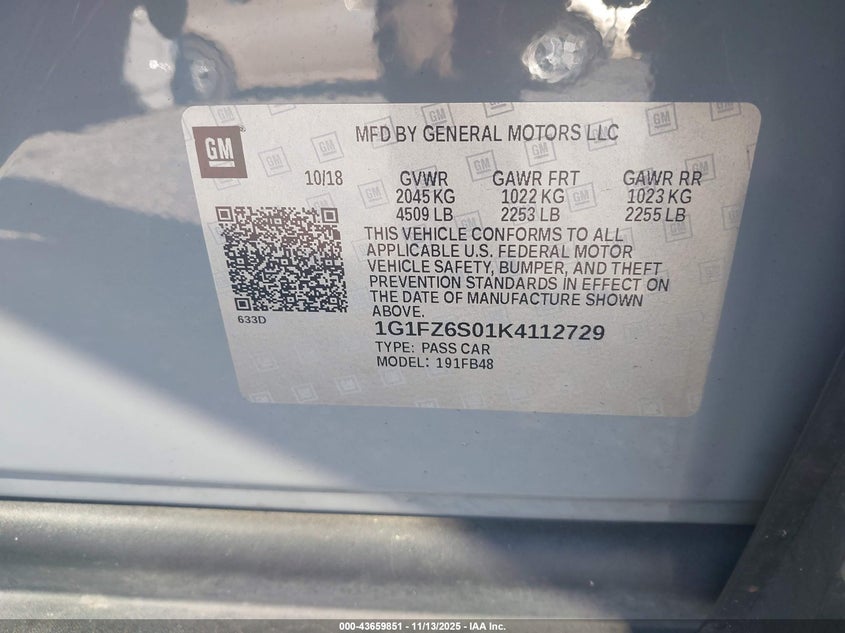 GM
MFD BY GENERAL MOTORS LLC
10/18 GVWR GAWR FRT GAWR RR
2045 KG 1022 KG 1023 KG
4509 LB 2253 LB 2255 LB
THIS VEHICLE CONFORMS TO ALL
APPLICABLE U.S. FEDERAL MOTOR
VEHICLE SAFETY, BUMPER, AND THEFT
PREVENTION STANDARDS IN EFFECT ON
THE DATE OF MANUFACTURE SHOWN
ABOVE.
633D
1G1FZ6S01K4112729
TYPE: PASS CAR
MODEL: 191FB48
000-43659851 | 11/13/2025 - IAA Inc.